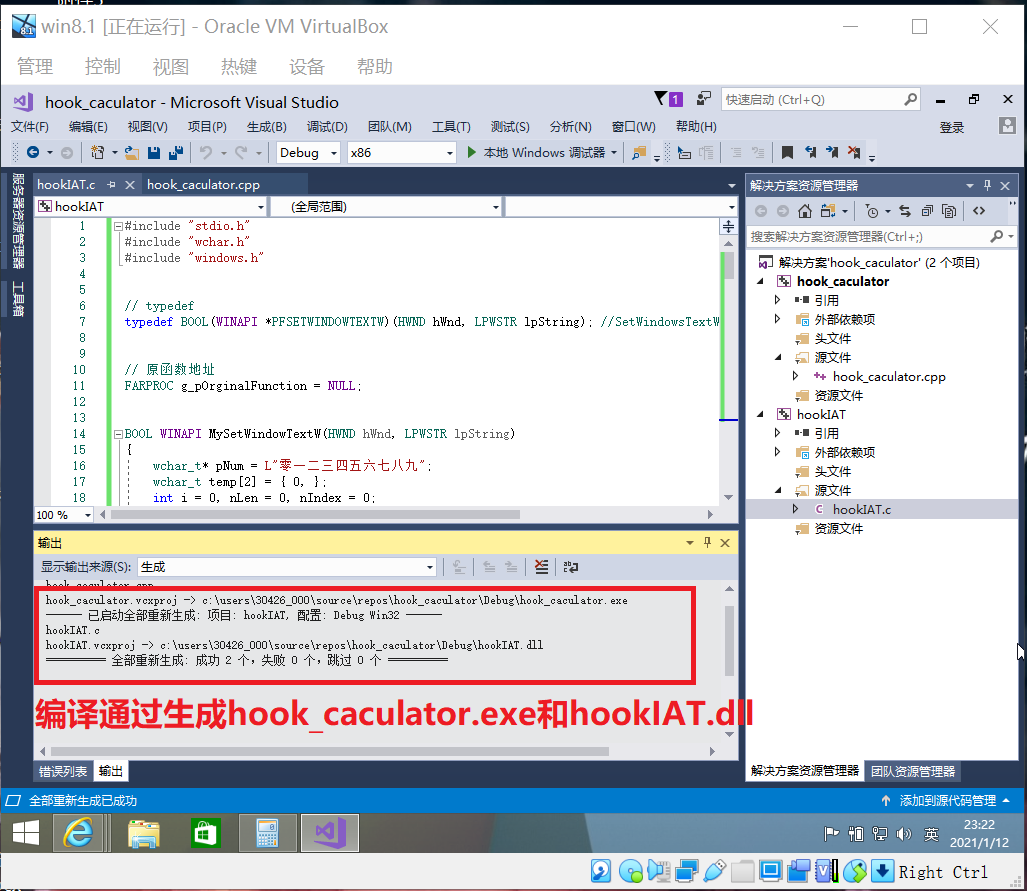 win8.1 [正在运行] - Oracle VM VirtualBox
管理 控制 视图 热键 设备 帮助
hook_caculator - Microsoft Visual Studio
1
快速启动 (Ctrl+Q)
文件(F) 编辑(E) 视图(V) 项目(P) 生成(B) 调试(D) 团队(M) 工具(T) 测试(S) 分析(N) 窗口(W) 帮助(H)
登录
Debug x86 本地 Windows 调试器
服务器资源管理器
工具箱
hookIAT.c hook_caculator.cpp
hookIAT (全局范围)
1 #include "stdio.h"
2 #include "wchar.h"
3 #include "windows.h"
4
5
6 // typedef
7 typedef BOOL(WINAPI *PFSETWINDOWTEXTW)(HWND hWnd, LPWSTR lpString); //SetWindowsTextW
8
9
10 // 原函数地址
11 FARPROC g_pOrginalFunction = NULL;
12
13
14 BOOL WINAPI MySetWindowTextW(HWND hWnd, LPWSTR lpString)
15 {
16 wchar_t* pNum = L"零一二三四五六七八九";
17 wchar_t temp[2] = { 0, };
18 int i = 0, nLen = 0, nIndex = 0;
100 %
输出
显示输出来源(S): 生成
hook_caculator.cpp
hook_caculator.vcxproj -> c:\users\30426_000\source\repos\hook_caculator\Debug\hook_caculator.exe
------ 已启动全部重新生成: 项目: hookIAT, 配置: Debug Win32 ------
hookIAT.c
hookIAT.vcxproj -> c:\users\30426_000\source\repos\hook_caculator\Debug\hookIAT.dll
========== 全部重新生成: 成功 2 个，失败 0 个，跳过 0 个 ==========
编译通过生成hook_caculator.exe和hookIAT.dll
错误列表 输出
解决方案资源管理器
搜索解决方案资源管理器(Ctrl+;)
解决方案'hook_caculator' (2 个项目)
hook_caculator
引用
外部依赖项
头文件
源文件
hook_caculator.cpp
资源文件
hookIAT
引用
外部依赖项
头文件
源文件
hookIAT.c
资源文件
解决方案资源管理器 团队资源管理器
全部重新生成已成功
添加到源代码管理
英
23:22
2021/1/12
Right Ctrl